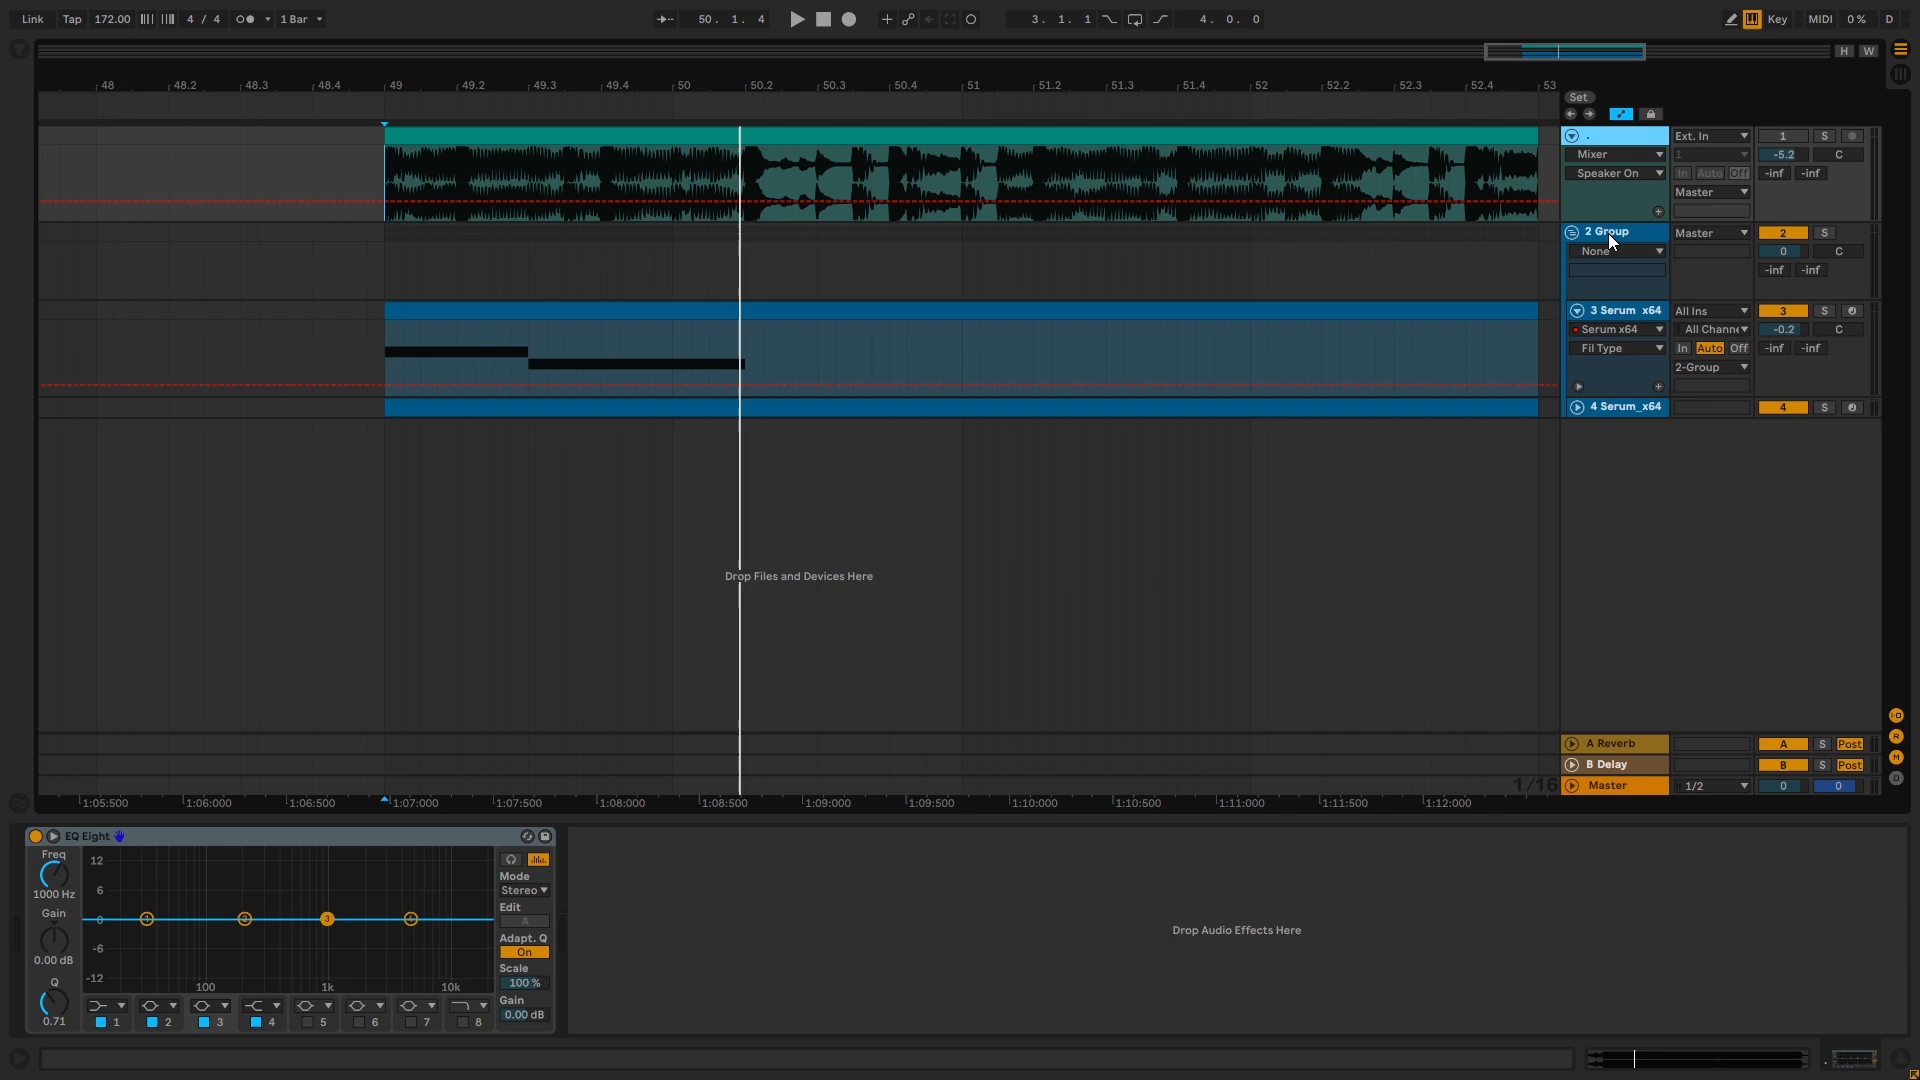 Link Tap 172.00 4 / 4 1 Bar 50. 1. 4 3. 1. 1 4. 0. 0 Key MIDI 0 % D
H W
48 48.2 48.3 48.4 49 49.2 49.3 49.4 50 50.2 50.3 50.4 51 51.2 51.3 51.4 52 52.2 52.3 52.4 53
Set
. Ext. In 1 S
Mixer 1 -5.2 C
Speaker On In Auto Off -inf -inf
Master
2 Group Master 2 S
None 0 C
-inf -inf
3 Serum x64 All Ins 3 S
Serum x64 All Channe -0.2 C
Fil Type In Auto Off -inf -inf
2-Group
4 Serum_x64 4 S
Drop Files and Devices Here
A Reverb A S Post
B Delay B S Post
1/16 Master 1/2 0 0
1:05:500 1:06:000 1:06:500 1:07:000 1:07:500 1:08:000 1:08:500 1:09:000 1:09:500 1:10:000 1:10:500 1:11:000 1:11:500 1:12:000
I·O
R
M
D
EQ Eight
Freq 12
1000 Hz 6
Gain 0
0.00 dB -6
Q -12
0.71 100 1k 10k
1 2 3 4
Mode
Stereo
Edit
A
Adapt. Q
On
Scale
100 %
Gain
0.00 dB
1 2 3 4 5 6 7 8
Drop Audio Effects Here